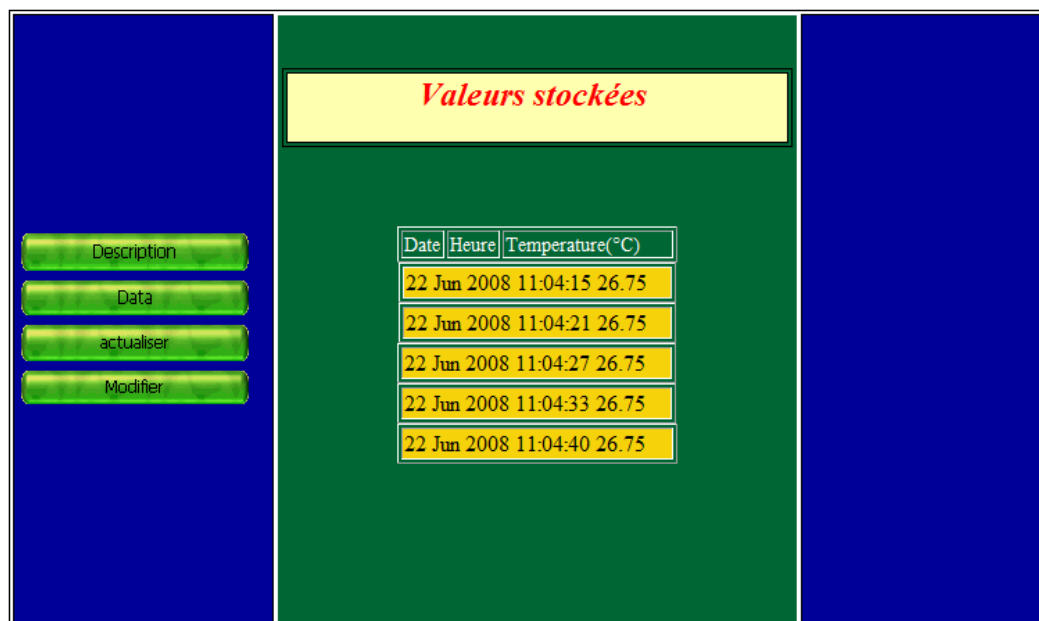 Valeurs stockées
Description
Data
actualiser
Modifier
Date Heure Temperature(°C)
22 Jun 2008 11:04:15 26.75
22 Jun 2008 11:04:21 26.75
22 Jun 2008 11:04:27 26.75
22 Jun 2008 11:04:33 26.75
22 Jun 2008 11:04:40 26.75